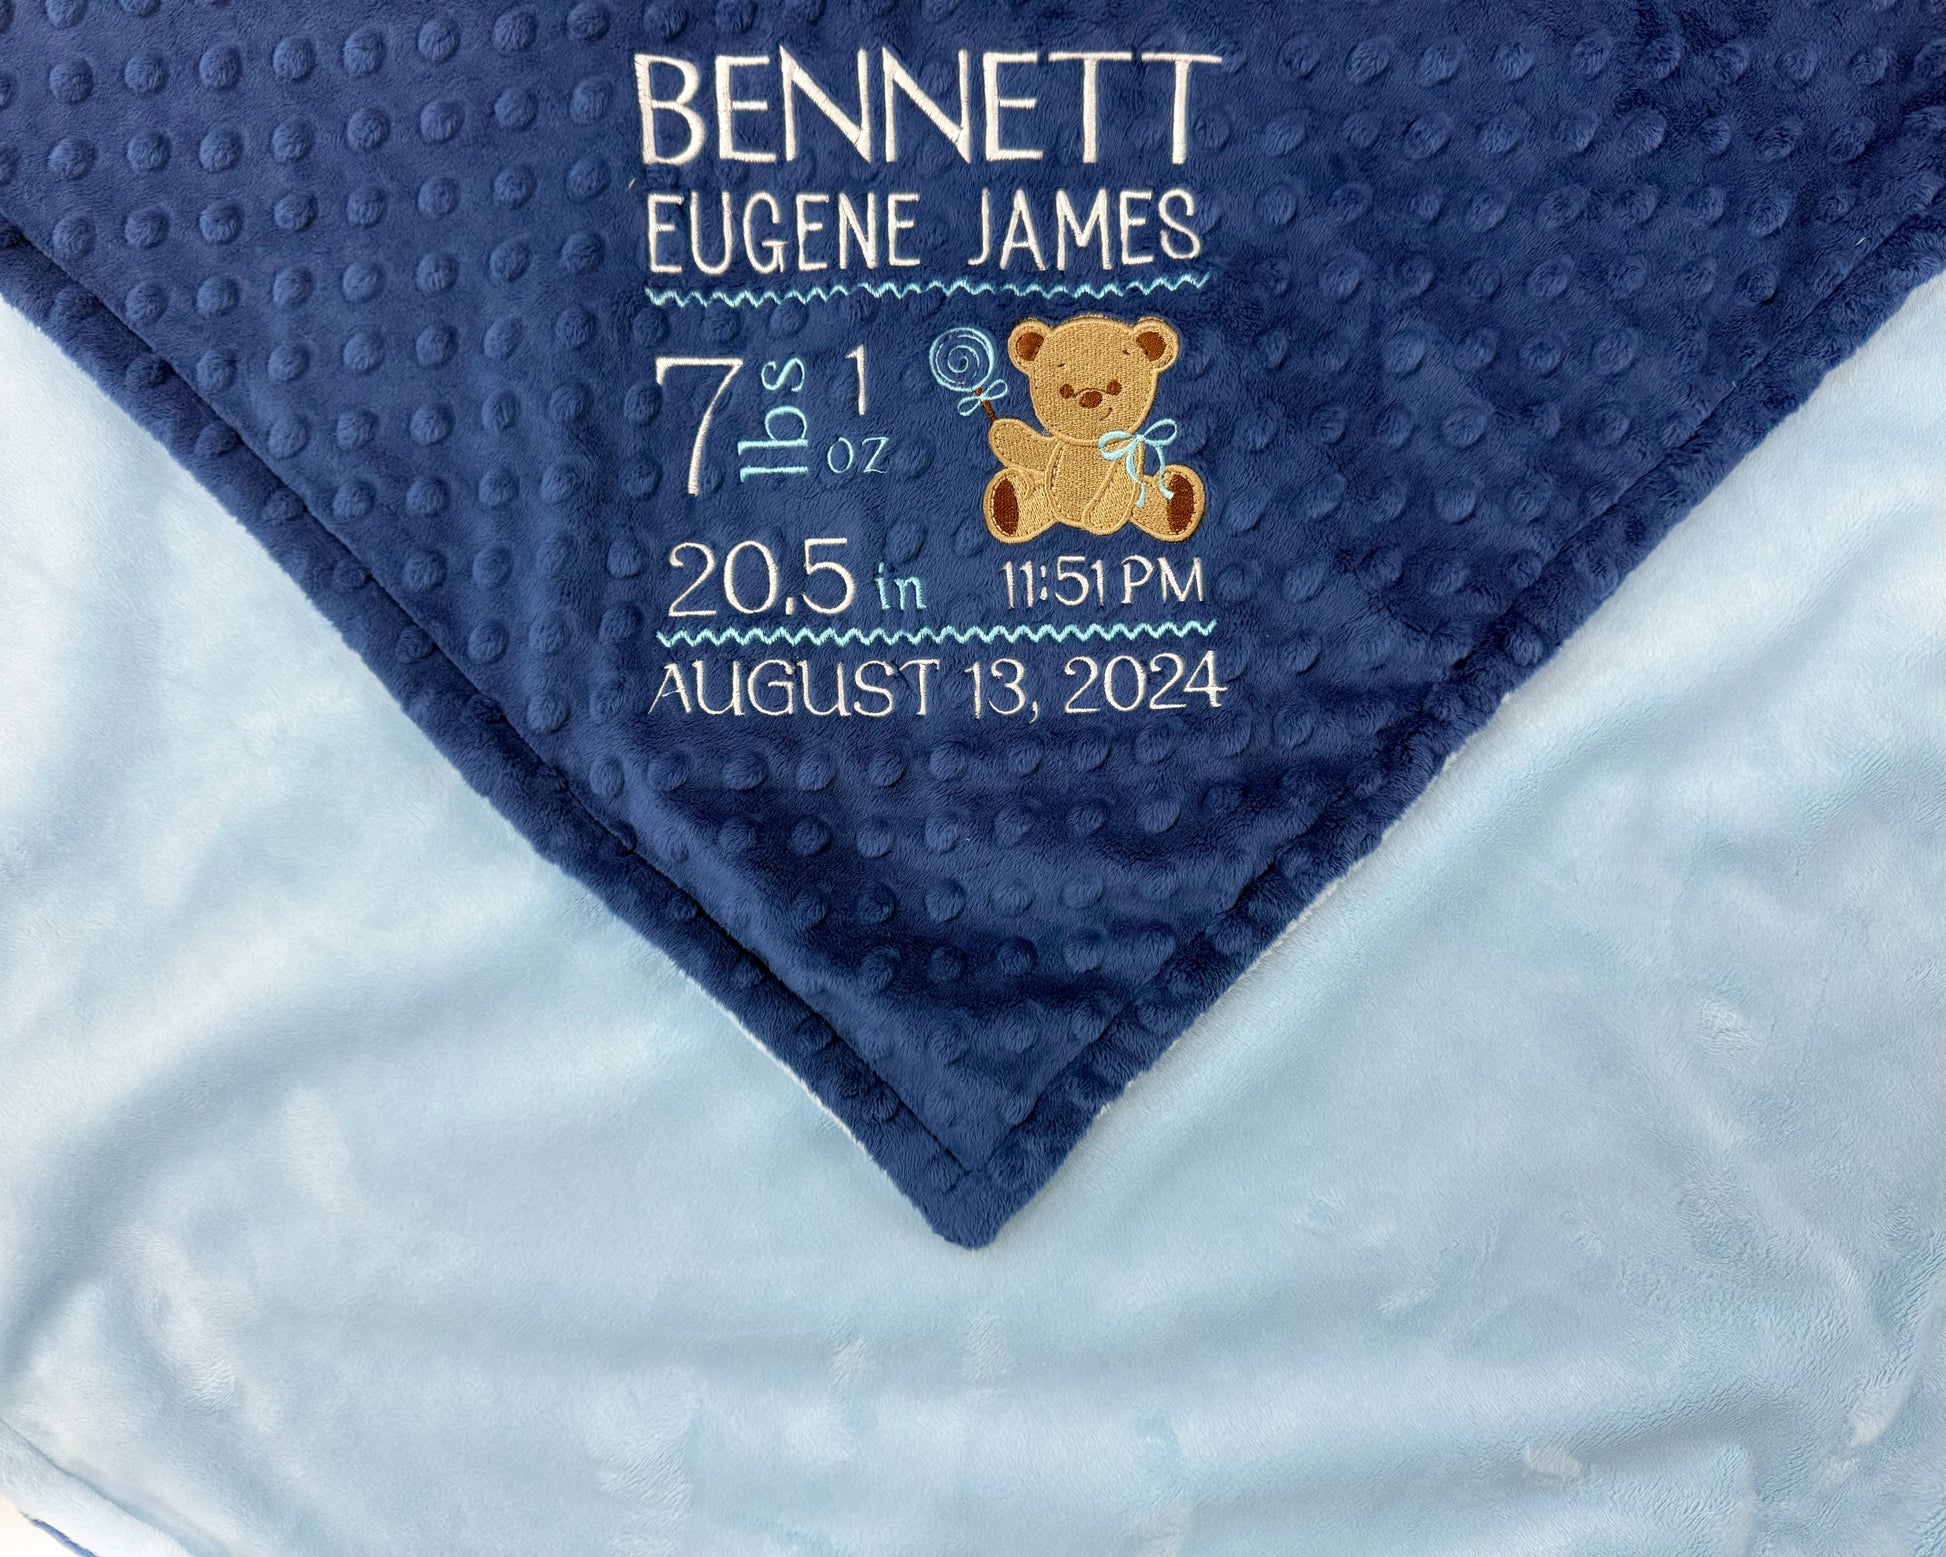 BENNETT
EUGENE JAMES
7 lbs 1 oz
20.5 in 11:51 PM
AUGUST 13, 2024